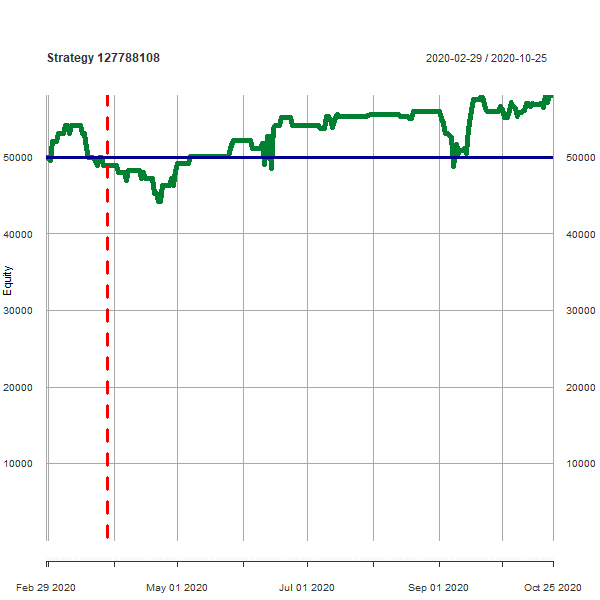 Strategy 127788108
2020-02-29 / 2020-10-25
50000
50000
40000
40000
Equity
30000
30000
20000
20000
10000
10000
Feb 29 2020
May 01 2020
Jul 01 2020
Sep 01 2020
Oct 25 2020